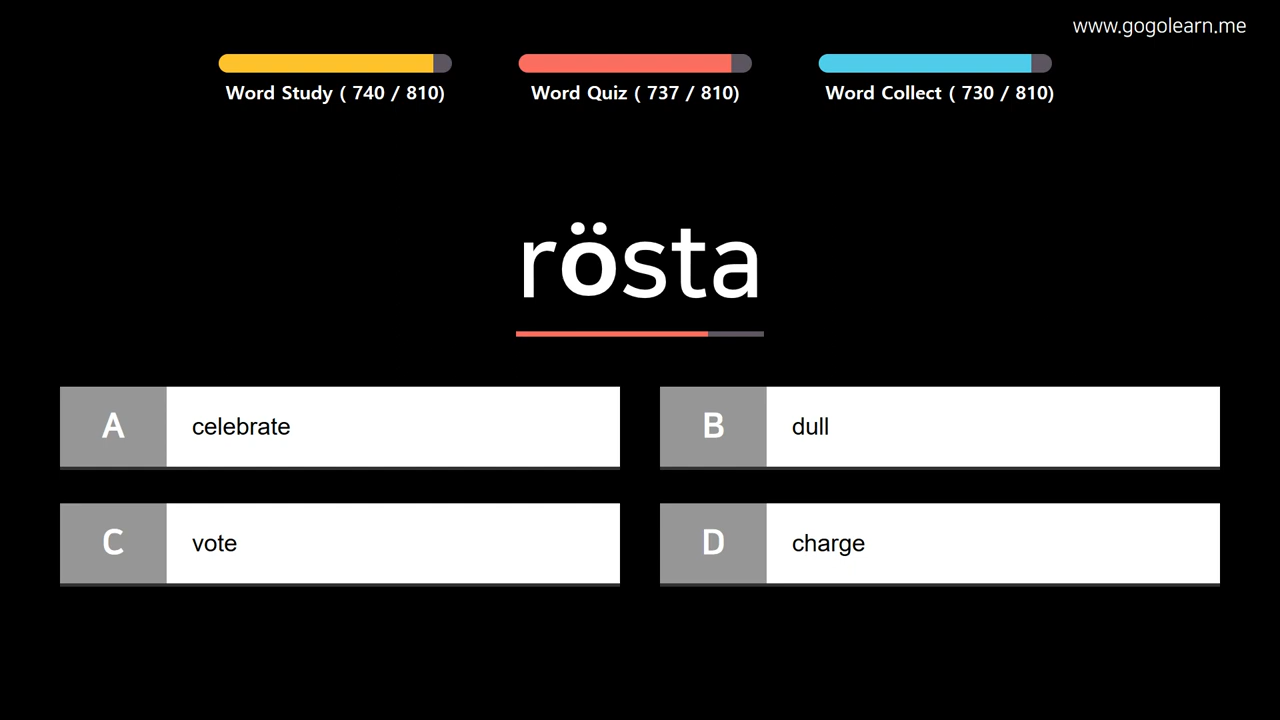 www.gogolearn.me
Word Study ( 740 / 810)
Word Quiz ( 737 / 810)
Word Collect ( 730 / 810)
rösta
A
celebrate
B
dull
C
vote
D
charge